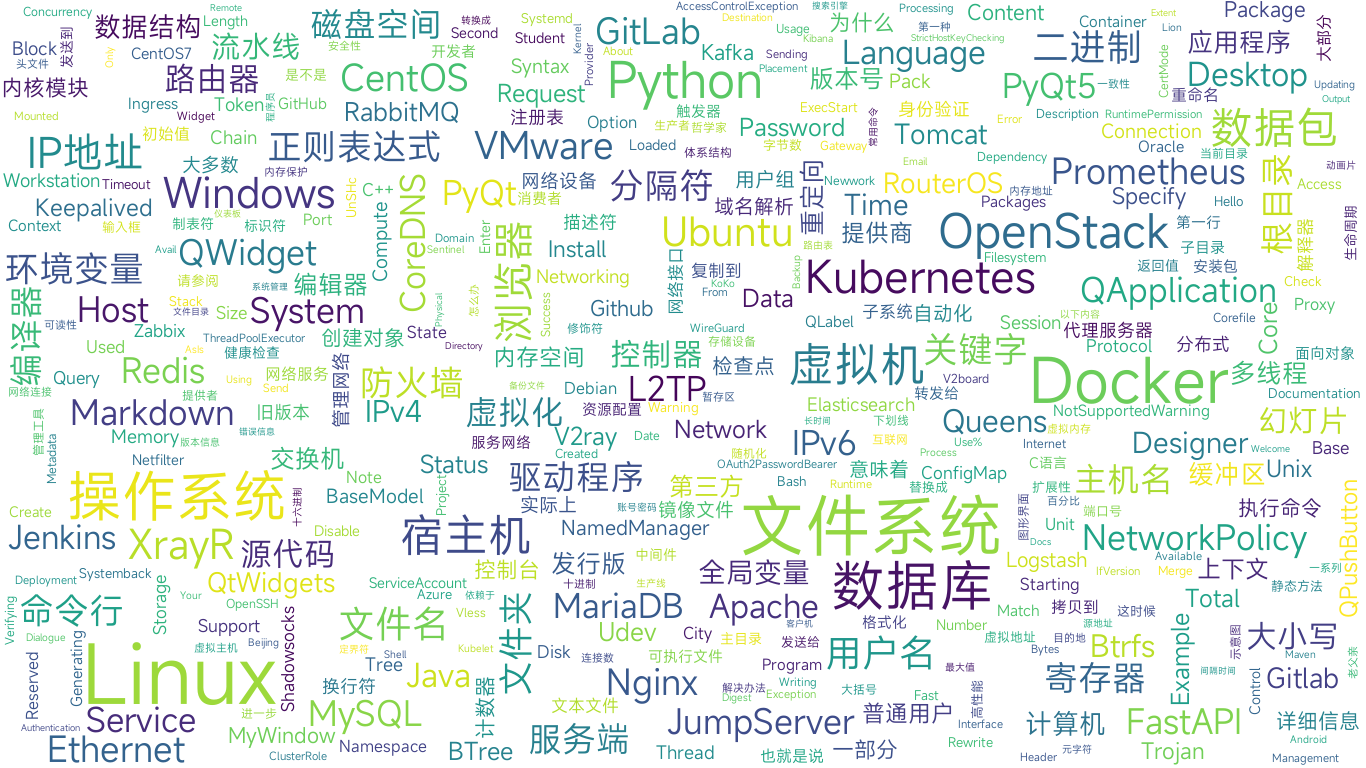 Concurrency
数据结构
Remote
Length
磁盘空间
转换成
Second
Systemd
Student
Kernel
GitLab
AccessControlException
Destination
搜索引擎
Usage
Kibana
为什么
Processing
第一种
StrictHostKeyChecking
Content
Container
Extent
Lion
Package
大部分
Block
头文件
发送到
Only
CentOS7
流水线
安全性
开发者
Provider
About
Kafka
Sending
Placement
Language
二进制
应用程序
内核模块
路由器
是不是
CentOS
Syntax
Request
Python
版本号
Pack
PyQt5
一致性
CertMode
Desktop
重命名
Updating
Output
Mounted
Ingress
Widget
Token
程序员
GitHub
RabbitMQ
注册表
Option
触发器
生产者
哲学家
ExecStart
身份验证
Error
Description
RuntimePermission
Connection
数据包
初始值
Chain
正则表达式
VMware
Loaded
体系结构
Password
字节数
Gateway
常用命令
Tomcat
Oracle
当前目录
动画片
IP地址
大多数
内存保护
网络设备
分隔符
用户组
Email
Dependency
Prometheus
根目录
Access
Workstation
Timeout
Windows
UnSHc
C++
CoreDNS
PyQt
消费者
域名解析
重定向
Newwork
RouterOS
内存地址
Packages
Specify
Hello
Keepalived
仪表板
制表符
标识符
Port
Compute
Domain
Sentinel
Enter
描述符
Ubuntu
Time
提供商
OpenStack
第一行
解释器
生命周期
Context
输入框
Avail
QWidget
浏览器
Install
网络接口
路由表
Filesystem
子目录
环境变量
请参阅
系统管理
编辑器
Networking
复制到
KoKo
Backup
Kubernetes
返回值
安装包
Check
编译器
Host
Stack
文件目录
Size
System
Physical
怎么办
Success
Github
From
Data
子系统
自动化
QApplication
Proxy
可读性
Zabbix
ThreadPoolExecutor
创建对象
State
修饰符
WireGuard
QLabel
Session
以下内容
代理服务器
Corefile
Core
Used
AsIs
健康检查
Directory
内存空间
控制器
存储设备
检查点
虚拟机
关键字
Protocol
分布式
面向对象
网络连接
Query
Redis
Using
网络服务
Send
管理网络
防火墙
备份文件
Debian
L2TP
暂存区
V2board
转发给
Docker
多线程
Documentation
管理工具
Markdown
提供者
旧版本
IPv4
虚拟化
资源配置
Warning
Elasticsearch
长时间
下划线
Queens
NotSupportedWarning
虚拟内存
幻灯片
Metadata
Memory
版本信息
错误信息
服务网络
V2ray
Date
Network
IPv6
互联网
Use%
Internet
Designer
Welcome
Base
Netfilter
交换机
Note
Status
Created
随机化
OAuth2PasswordBearer
Process
意味着
ConfigMap
C语言
主机名
缓冲区
Unix
操作系统
十六进制
BaseModel
Project
驱动程序
实际上
账号密码
第三方
镜像文件
Bash
Runtime
替换成
扩展性
百分比
端口号
执行命令
QPushButton
Create
Disable
Jenkins
XrayR
源代码
宿主机
NamedManager
文件系统
图形界面
Unit
Docs
NetworkPolicy
Deployment
Systemback
QtWidgets
控制台
发行版
中间件
全局变量
数据库
Logstash
IfVersion
Available
Merge
上下文
一系列
静态方法
Verifying
命令行
Storage
Your
OpenSSH
ServiceAccount
Azure
依赖于
十进制
生产线
Starting
拷贝到
这时候
Total
Dialogue
Support
Shadowsocks
文件名
Vless
文件夹
MariaDB
Apache
客户机
格式化
Number
Match
源地址
大小写
Generating
虚拟主机
Beijing
定界符
Shell
Kubelet
Udev
City
主目录
发送给
用户名
虚拟地址
目的地
Bytes
Btrfs
Example
示意图
Maven
老父亲
Reserved
Linux
Tree
Java
Disk
连接数
可执行文件
Program
最大值
寄存器
间隔时间
Control
Gitlab
换行符
计数器
Nginx
解决办法
Writing
Exception
Digest
大括号
Fast
高性能
Service
进一步
MySQL
文本文件
JumpServer
普通用户
Interface
计算机
FastAPI
详细信息
Authentication
MyWindow
Rewrite
Android
Ethernet
ClusterRole
Namespace
BTree
服务端
Thread
也就是说
一部分
Header
元字符
Trojan
Management